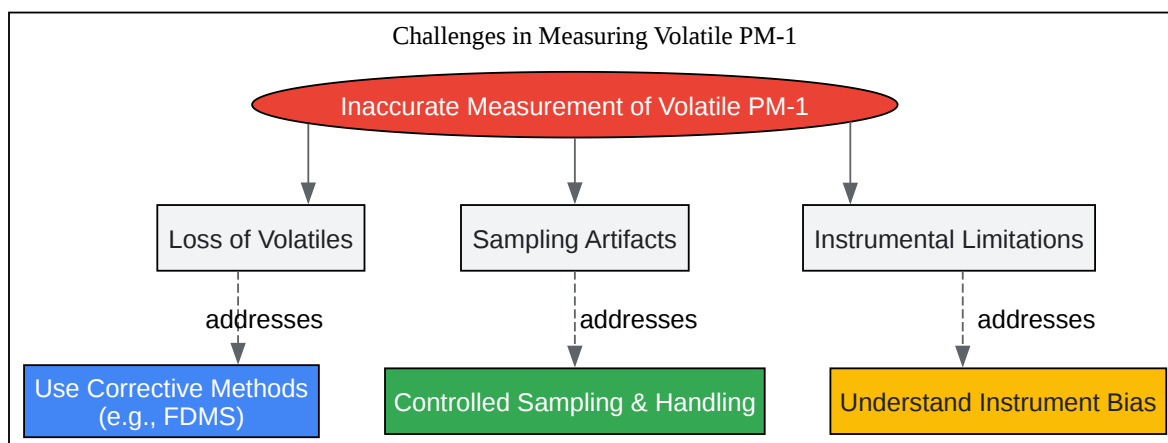 Challenges in Measuring Volatile PM-1
Inaccurate Measurement of Volatile PM-1
Loss of Volatiles
Sampling Artifacts
Instrumental Limitations
addresses
addresses
addresses
Use Corrective Methods
(e.g., FDMS)
Controlled Sampling & Handling
Understand Instrument Bias